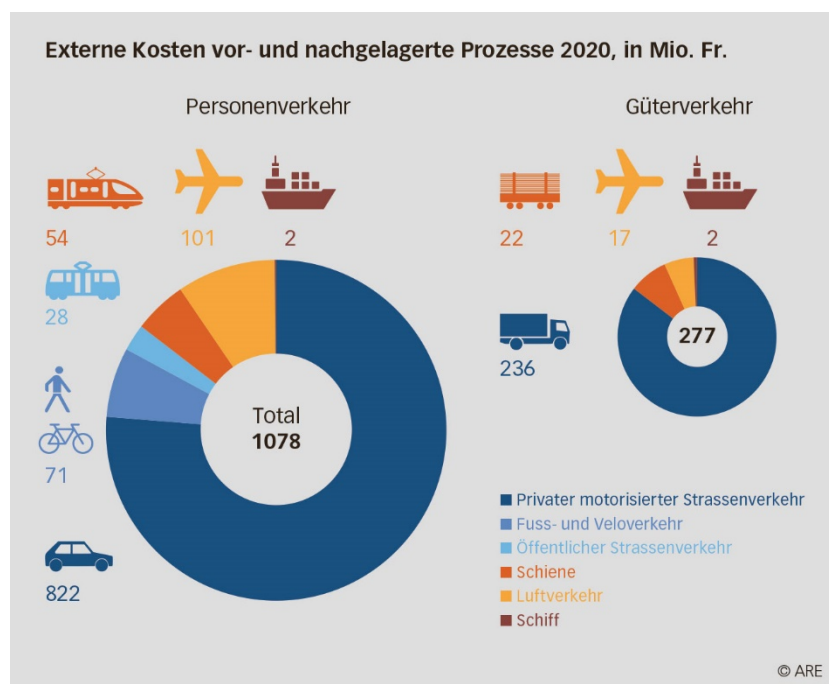 Externe Kosten vor- und nachgelagerte Prozesse 2020, in Mio. Fr.
Personenverkehr
54
101
2
28
71
822
Total
1078
Güterverkehr
22
17
2
236
277
Privater motorisierter Strassenverkehr
Fuss- und Veloverkehr
Öffentlicher Strassenverkehr
Schiene
Luftverkehr
Schiff
© ARE